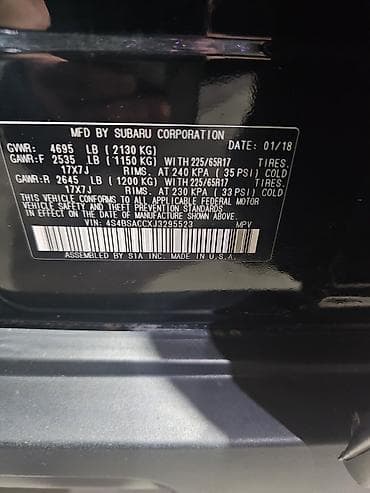 MFD BY SUBARU CORPORATION
GVWR: 4695 LB (2130 KG) DATE: 01/18
GAWR:F 2535 LB (1150 KG) WITH 225/65R17 TIRES.
17X7J RIMS. AT 240 KPA ( 35 PSI) COLD
GAWR:R 2645 LB (1200 KG) WITH 225/65R17 TIRES.
17X7J RIMS. AT 230 KPA ( 33 PSI) COLD
THIS VEHICLE CONFORMS TO ALL APPLICABLE FEDERAL MOTOR
VEHICLE SAFETY AND THEFT PREVENTION STANDARDS
IN EFFECT ON THE DATE OF MANUFACTURE SHOWN ABOVE.
VIN: 4S4BSACCXJ3295523 MPV
ASSEMBLED BY SIA INC. MADE IN U.S.A.